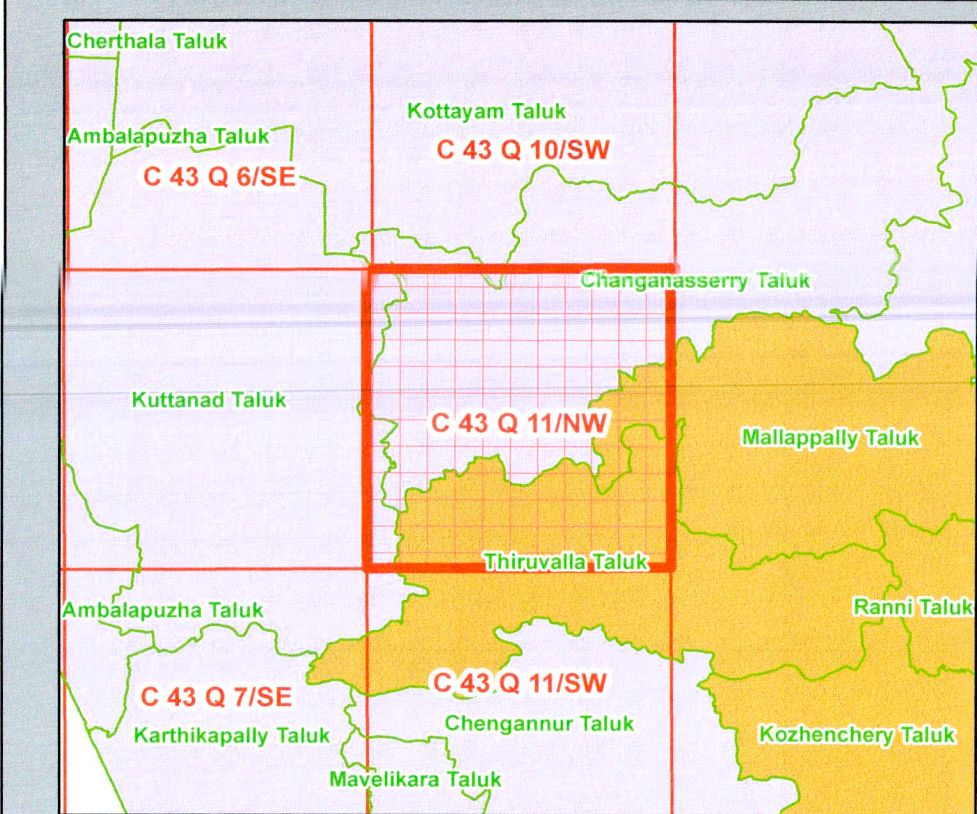 Cherthala Taluk
Kottayam Taluk
Ambalapuzha Taluk
C 43 Q 10/SW
C 43 Q 6/SE
Changanasserry Taluk
Kuttanad Taluk
C 43 Q 11/NW
Mallappally Taluk
Thiruvalla Taluk
Ambalapuzha Taluk
Ranni Taluk
C 43 Q 11/SW
C 43 Q 7/SE
Chengannur Taluk
Karthikapally Taluk
Kozhenchery Taluk
Mavelikara Taluk